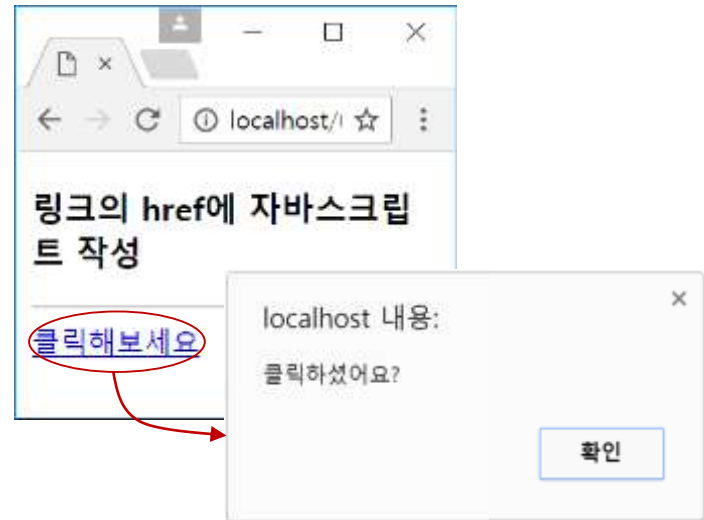 localhost/
링크의 href에 자바스크립
트 작성
클릭해보세요
localhost 내용:
클릭하셨어요?
확인